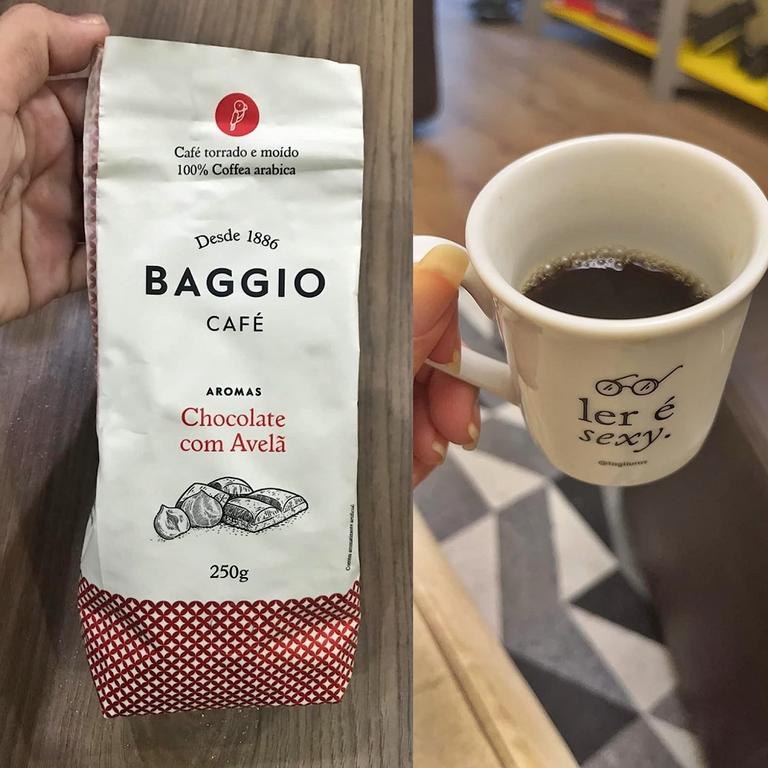 Café torrado e moído
100% Coffea arabica
Desde 1886
BAGGIO
CAFÉ
AROMAS
Chocolate
com Avelã
250g
ler é
sexy.